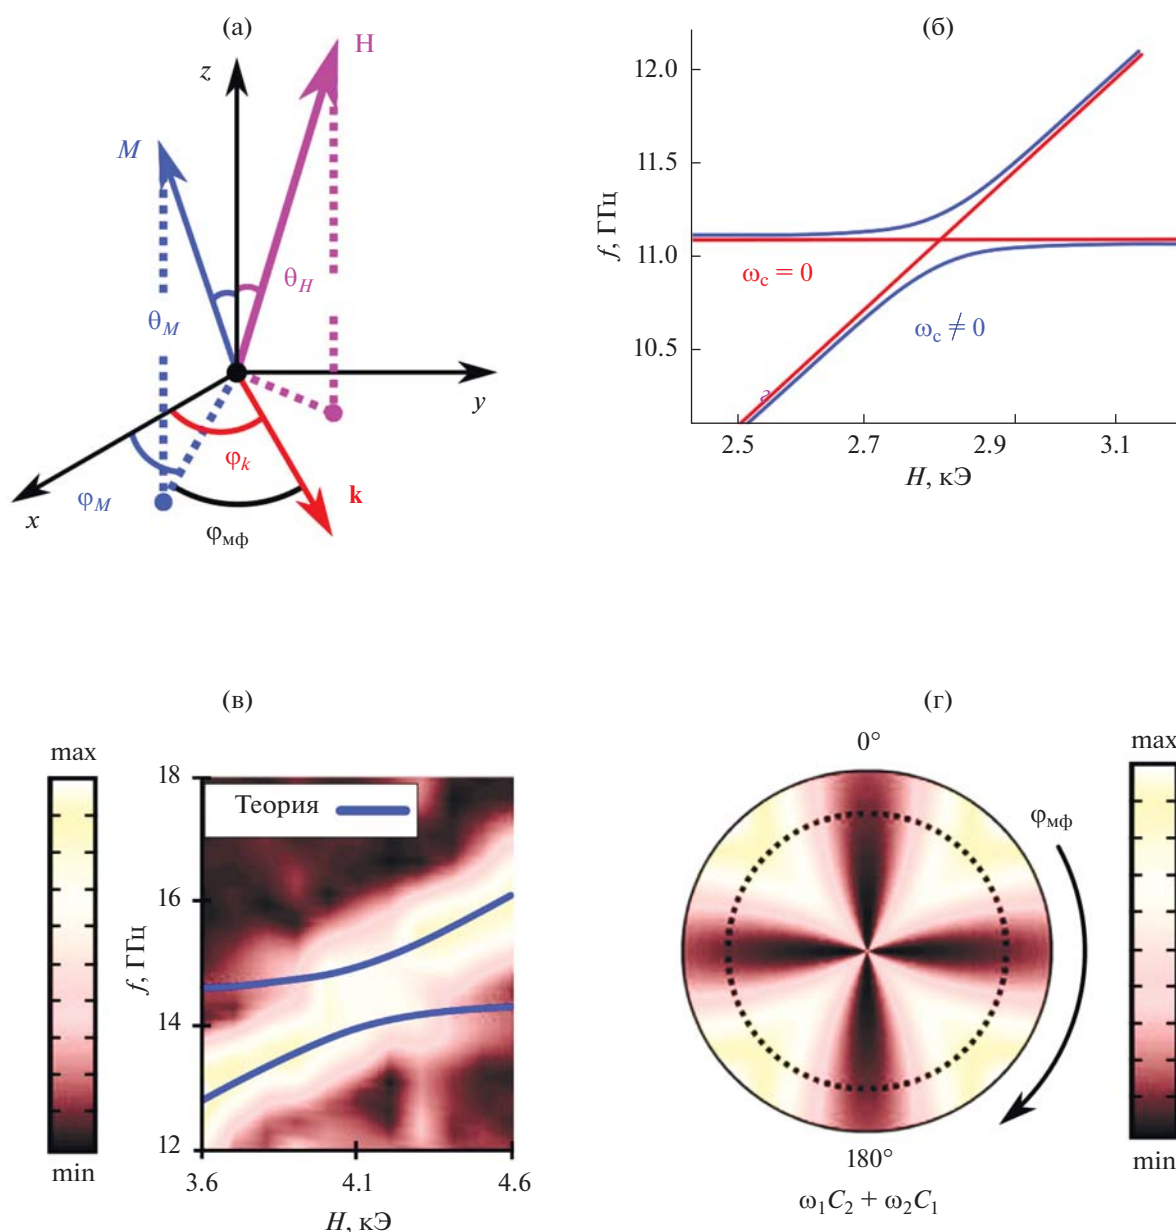 (а)
H
z
M
θH
θM
y
φk
φM
k
x
φмф
(б)
12.0
11.5
f, ГГц
11.0
ωc = 0
ωc ≠ 0
10.5
2.5
2.7
2.9
3.1
H, кЭ
(в)
max
18
Теория
16
f, ГГц
14
12
min
3.6
4.1
4.6
H, кЭ
(г)
0°
max
φмф
180°
min
ω1C2 + ω2C1